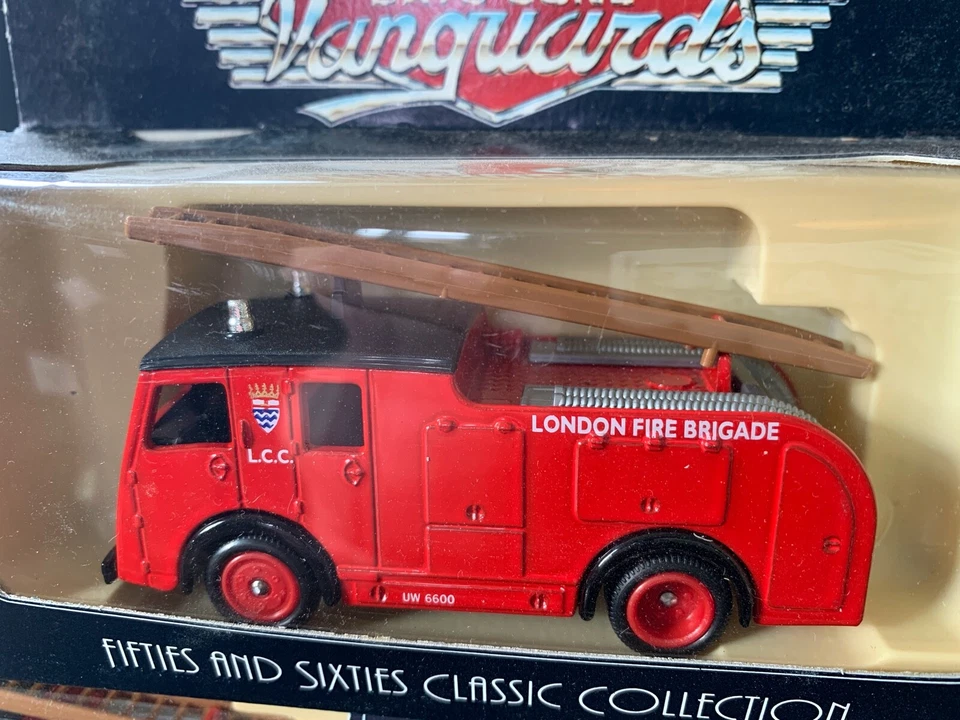 Vanguards
LONDON FIRE BRIGADE
L.C.C.
UW 6600
FIFTIES AND SIXTIES CLASSIC COLLECTION